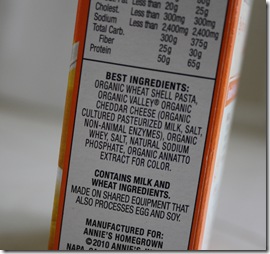 Less than 20g 25g
Cholest. Less than 300mg 300mg
Sodium Less than 2,400mg 2,400mg
Total Carb. 300g 375g
Fiber 25g 30g
Protein 50g 65g
BEST INGREDIENTS:
ORGANIC WHEAT SHELL PASTA,
ORGANIC VALLEY® ORGANIC
CHEDDAR CHEESE (ORGANIC
CULTURED PASTEURIZED MILK, SALT,
NON-ANIMAL ENZYMES), ORGANIC
WHEY, SALT, NATURAL SODIUM
PHOSPHATE, ORGANIC ANNATTO
EXTRACT FOR COLOR.
CONTAINS MILK AND
WHEAT INGREDIENTS.
MADE ON SHARED EQUIPMENT THAT
ALSO PROCESSES EGG AND SOY.
MANUFACTURED FOR:
ANNIE'S HOMEGROWN
©2010 ANNIE'S
NAPA,